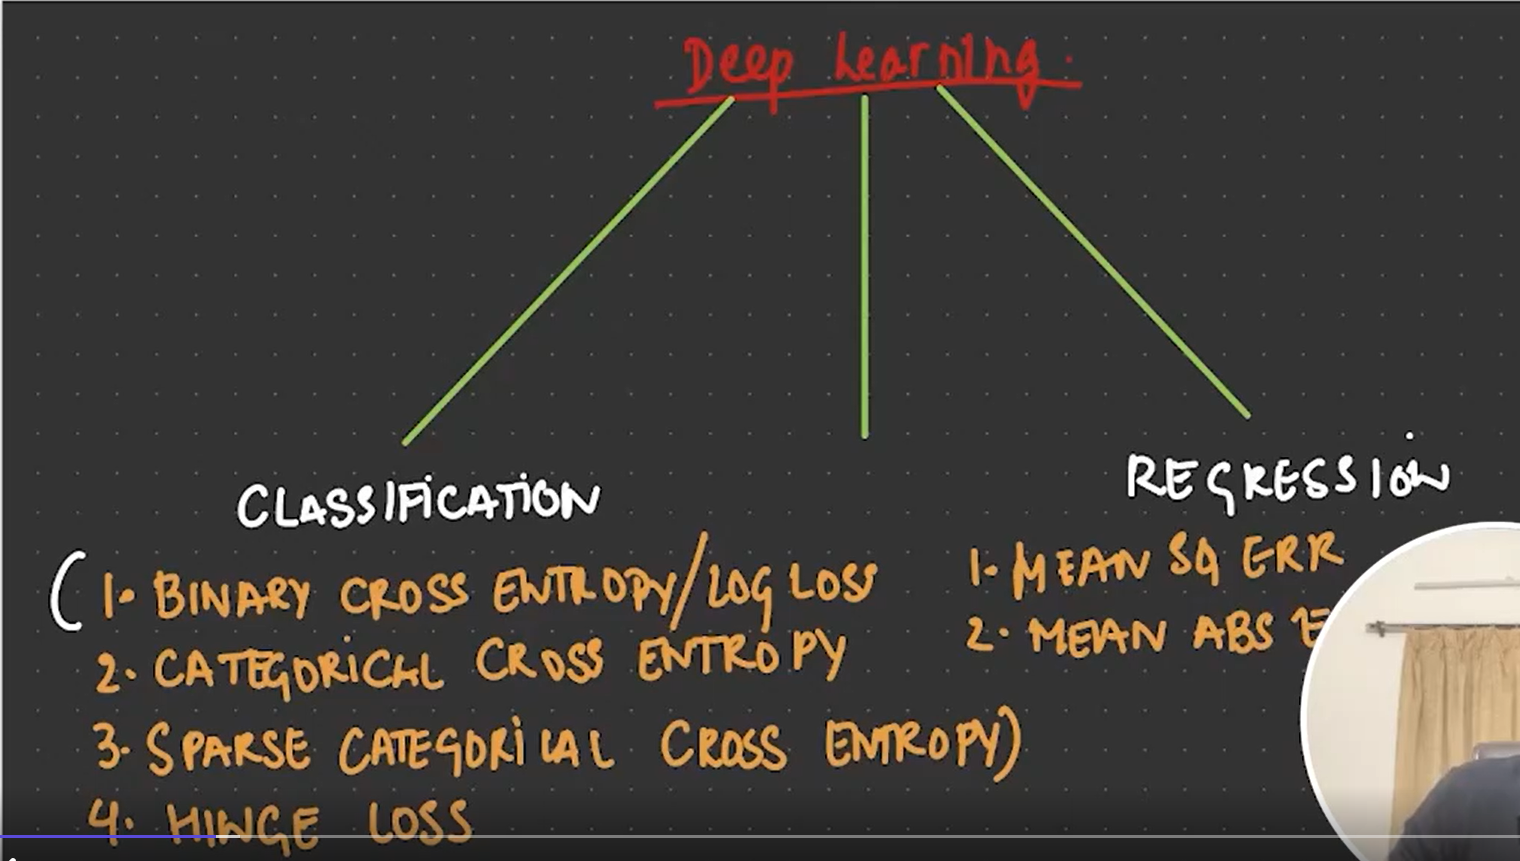 Deep Learning.
CLASSIFICATION
(1. BINARY CROSS ENTROPY/LOG LOSS
2. CATEGORICAL CROSS ENTROPY
3. SPARSE CATEGORICAL CROSS ENTROPY)
4. HINGE LOSS
REGRESSION
1. MEAN SQ ERR
2. MEAN ABS E